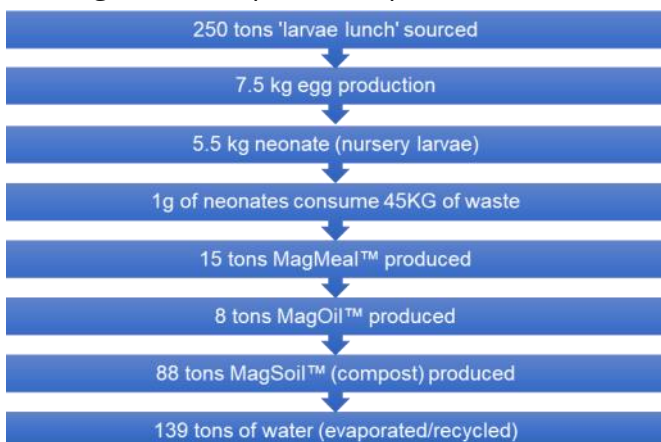 250 tons 'larvae lunch' sourced
7.5 kg egg production
5.5 kg neonate (nursery larvae)
1g of neonates consume 45KG of waste
15 tons MagMeal™ produced
8 tons MagOil™ produced
88 tons MagSoil™ (compost) produced
139 tons of water (evaporated/recycled)